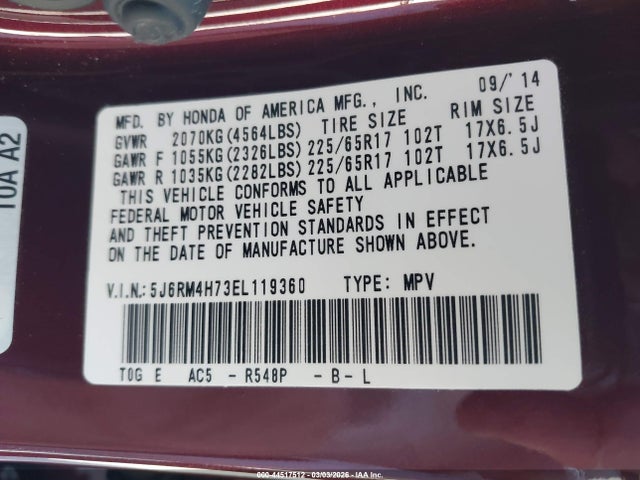 MFD. BY HONDA OF AMERICA MFG., INC. 09/'14
GVWR 2070KG(4564LBS) TIRE SIZE RIM SIZE
GAWR F 1055KG(2326LBS) 225/65R17 102T 17X6.5J
GAWR R 1035KG(2282LBS) 225/65R17 102T 17X6.5J
THIS VEHICLE CONFORMS TO ALL APPLICABLE
FEDERAL MOTOR VEHICLE SAFETY
AND THEFT PREVENTION STANDARDS IN EFFECT
ON THE DATE OF MANUFACTURE SHOWN ABOVE.
V.I.N.: 5J6RM4H73EL119360 TYPE: MPV
T0G E AC5 - R548P - B - L
T0A A2
000-44517512 - 03/03/2026 - IAA Inc.